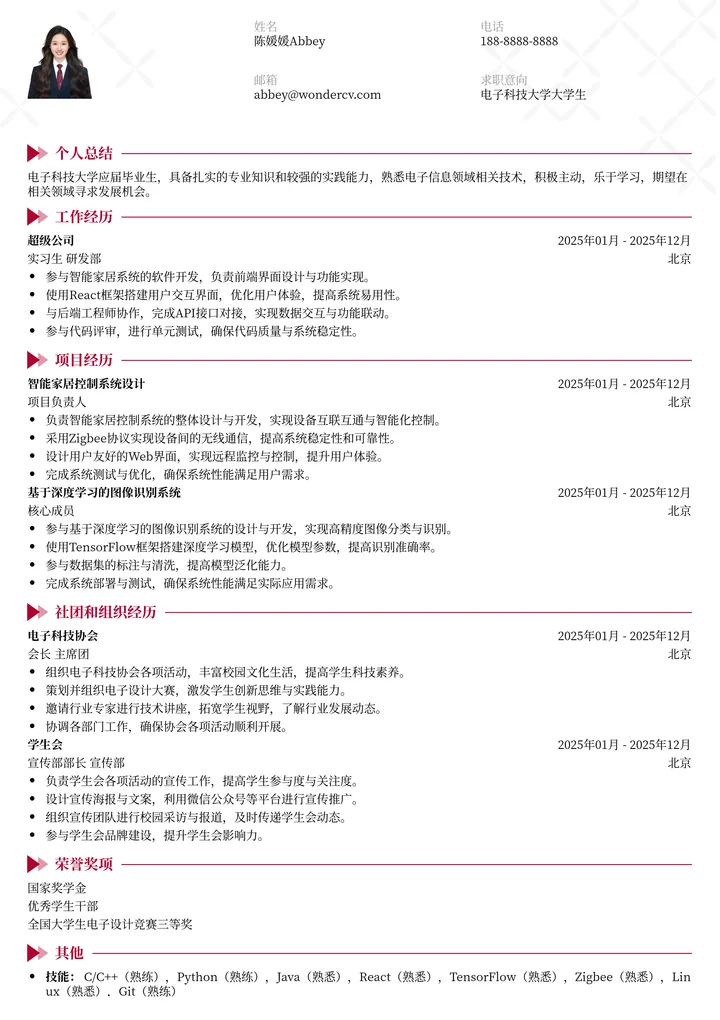 姓名
陈媛媛Abbey
电话
188-8888-8888
邮箱
abbey@wondercv.com
求职意向
电子科技大学大学生
个人总结
电子科技大学应届毕业生，具备扎实的专业知识和较强的实践能力，熟悉电子信息领域相关技术，积极主动，乐于学习，期望在
相关领域寻求发展机会。
工作经历
超级公司 2025年01月 - 2025年12月
实习生 研发部 北京
• 参与智能家居系统的软件开发，负责前端界面设计与功能实现。
• 使用React框架搭建用户交互界面，优化用户体验，提高系统易用性。
• 与后端工程师协作，完成API接口对接，实现数据交互与功能联动。
• 参与代码评审，进行单元测试，确保代码质量与系统稳定性。
项目经历
智能家居控制系统设计 2025年01月 - 2025年12月
项目负责人 北京
• 负责智能家居控制系统的整体设计与开发，实现设备互联互通与智能化控制。
• 采用Zigbee协议实现设备间的无线通信，提高系统稳定性和可靠性。
• 设计用户友好的Web界面，实现远程监控与控制，提升用户体验。
• 完成系统测试与优化，确保系统性能满足用户需求。
基于深度学习的图像识别系统 2025年01月 - 2025年12月
核心成员 北京
• 参与基于深度学习的图像识别系统的设计与开发，实现高精度图像分类与识别。
• 使用TensorFlow框架搭建深度学习模型，优化模型参数，提高识别准确率。
• 参与数据集的标注与清洗，提高模型泛化能力。
• 完成系统部署与测试，确保系统性能满足实际应用需求。
社团和组织经历
电子科技协会 2025年01月 - 2025年12月
会长 主席团 北京
• 组织电子科技协会各项活动，丰富校园文化生活，提高学生科技素养。
• 策划并组织电子设计大赛，激发学生创新思维与实践能力。
• 邀请行业专家进行技术讲座，拓宽学生视野，了解行业发展动态。
• 协调各部门工作，确保协会各项活动顺利开展。
学生会 2025年01月 - 2025年12月
宣传部部长 宣传部 北京
• 负责学生会各项活动的宣传工作，提高学生参与度与关注度。
• 设计宣传海报与文案，利用微信公众号等平台进行宣传推广。
• 组织宣传团队进行校园采访与报道，及时传递学生会动态。
• 参与学生会品牌建设，提升学生会影响力。
荣誉奖项
国家奖学金
优秀学生干部
全国大学生电子设计竞赛三等奖
其他
• 技能： C/C++（熟练）, Python（熟练）, Java（熟悉）, React（熟悉）, TensorFlow（熟悉）, Zigbee（熟悉）, Lin
ux（熟悉）. Git（熟练）